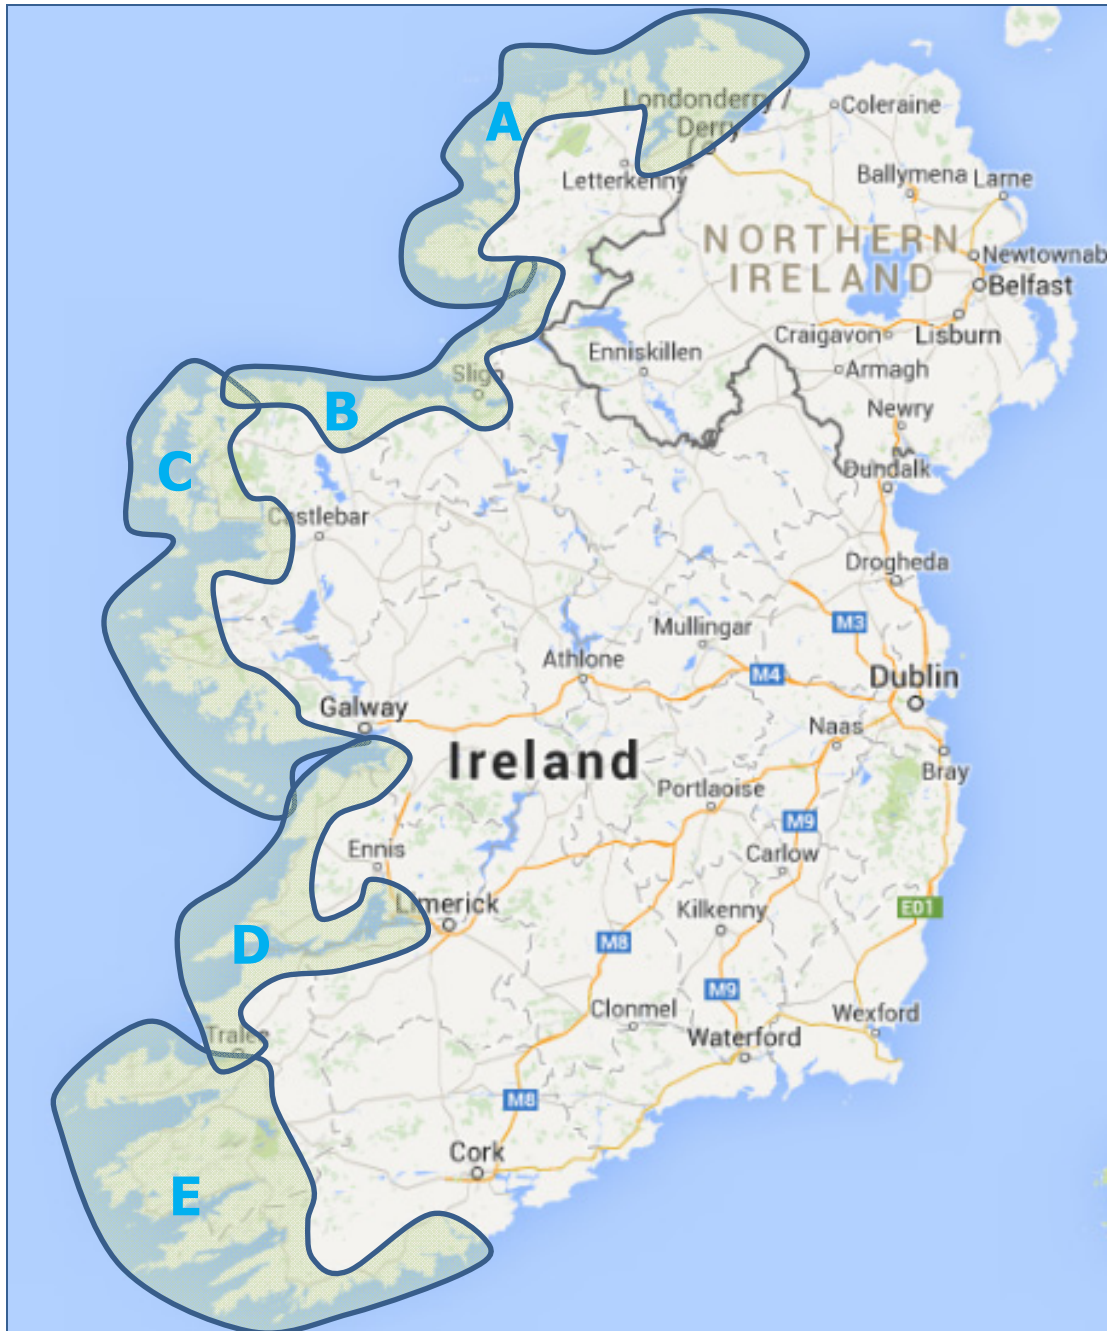 A
Londonderry /
Derry
Coleraine
Letterkenny
Ballymena
Larne
NORTHERN
IRELAND
Newtownab
Belfast
Craigavon
Lisburn
Enniskillen
Armagh
Sligo
B
Newry
C
Dundalk
Castlebar
Drogheda
M3
Mullingar
Athlone
M4
Dublin
Galway
Naas
Ireland
Bray
Portlaoise
M9
Ennis
Carlow
Limerick
Kilkenny
E01
D
M8
M9
Clonmel
Wexford
Tralee
Waterford
M8
Cork
E